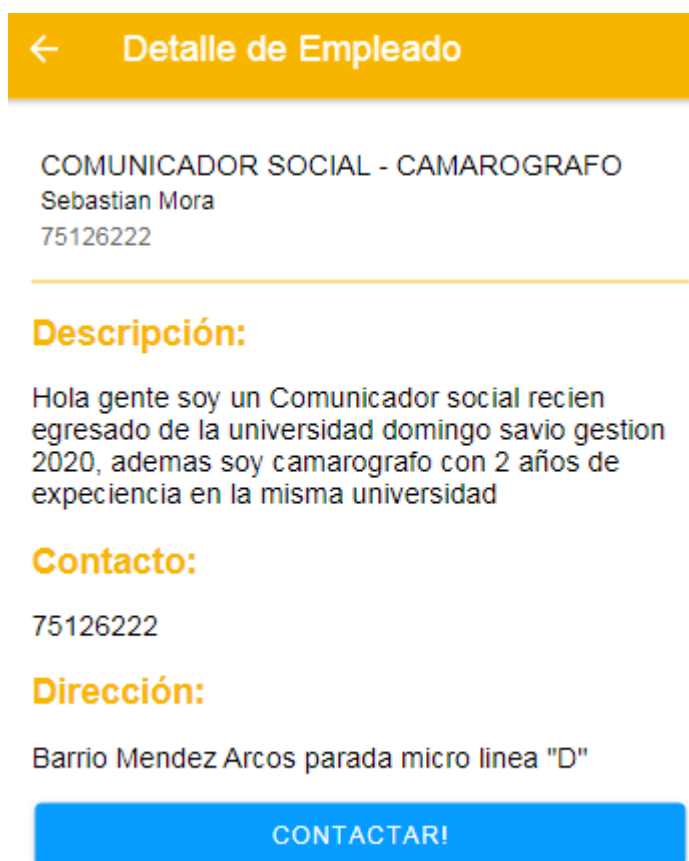 Detalle de Empleado
COMUNICADOR SOCIAL - CAMAROGRAFO
Sebastian Mora
75126222
Descripción:
Hola gente soy un Comunicador social recien
egresado de la universidad domingo savio gestion
2020, ademas soy camarografo con 2 años de
expeciencia en la misma universidad
Contacto:
75126222
Dirección:
Barrio Mendez Arcos parada micro linea "D"
CONTACTAR!